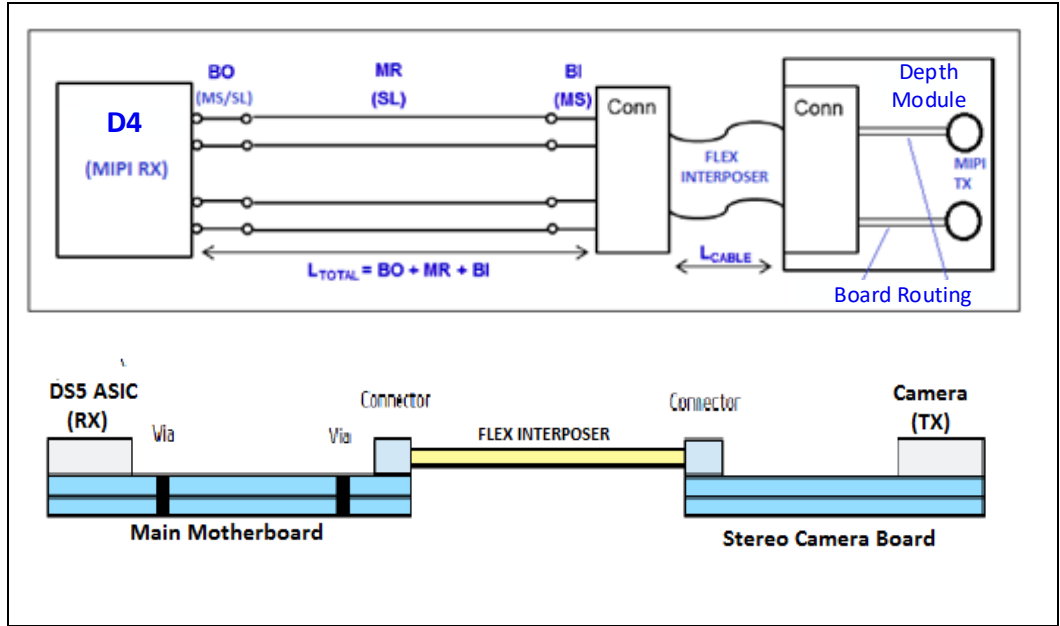 BO
(MS/SL)
MR
(SL)
BI
(MS)
D4
(MIPI RX)
Conn
FLEX
INTERPOSER
Conn
Depth
Module
MIPI
TX
L_TOTAL = BO + MR + BI
L_CABLE
Board Routing
DS5 ASIC
(RX)
Via
Via
Connector
FLEX INTERPOSER
Connector
Camera
(TX)
Main Motherboard
Stereo Camera Board